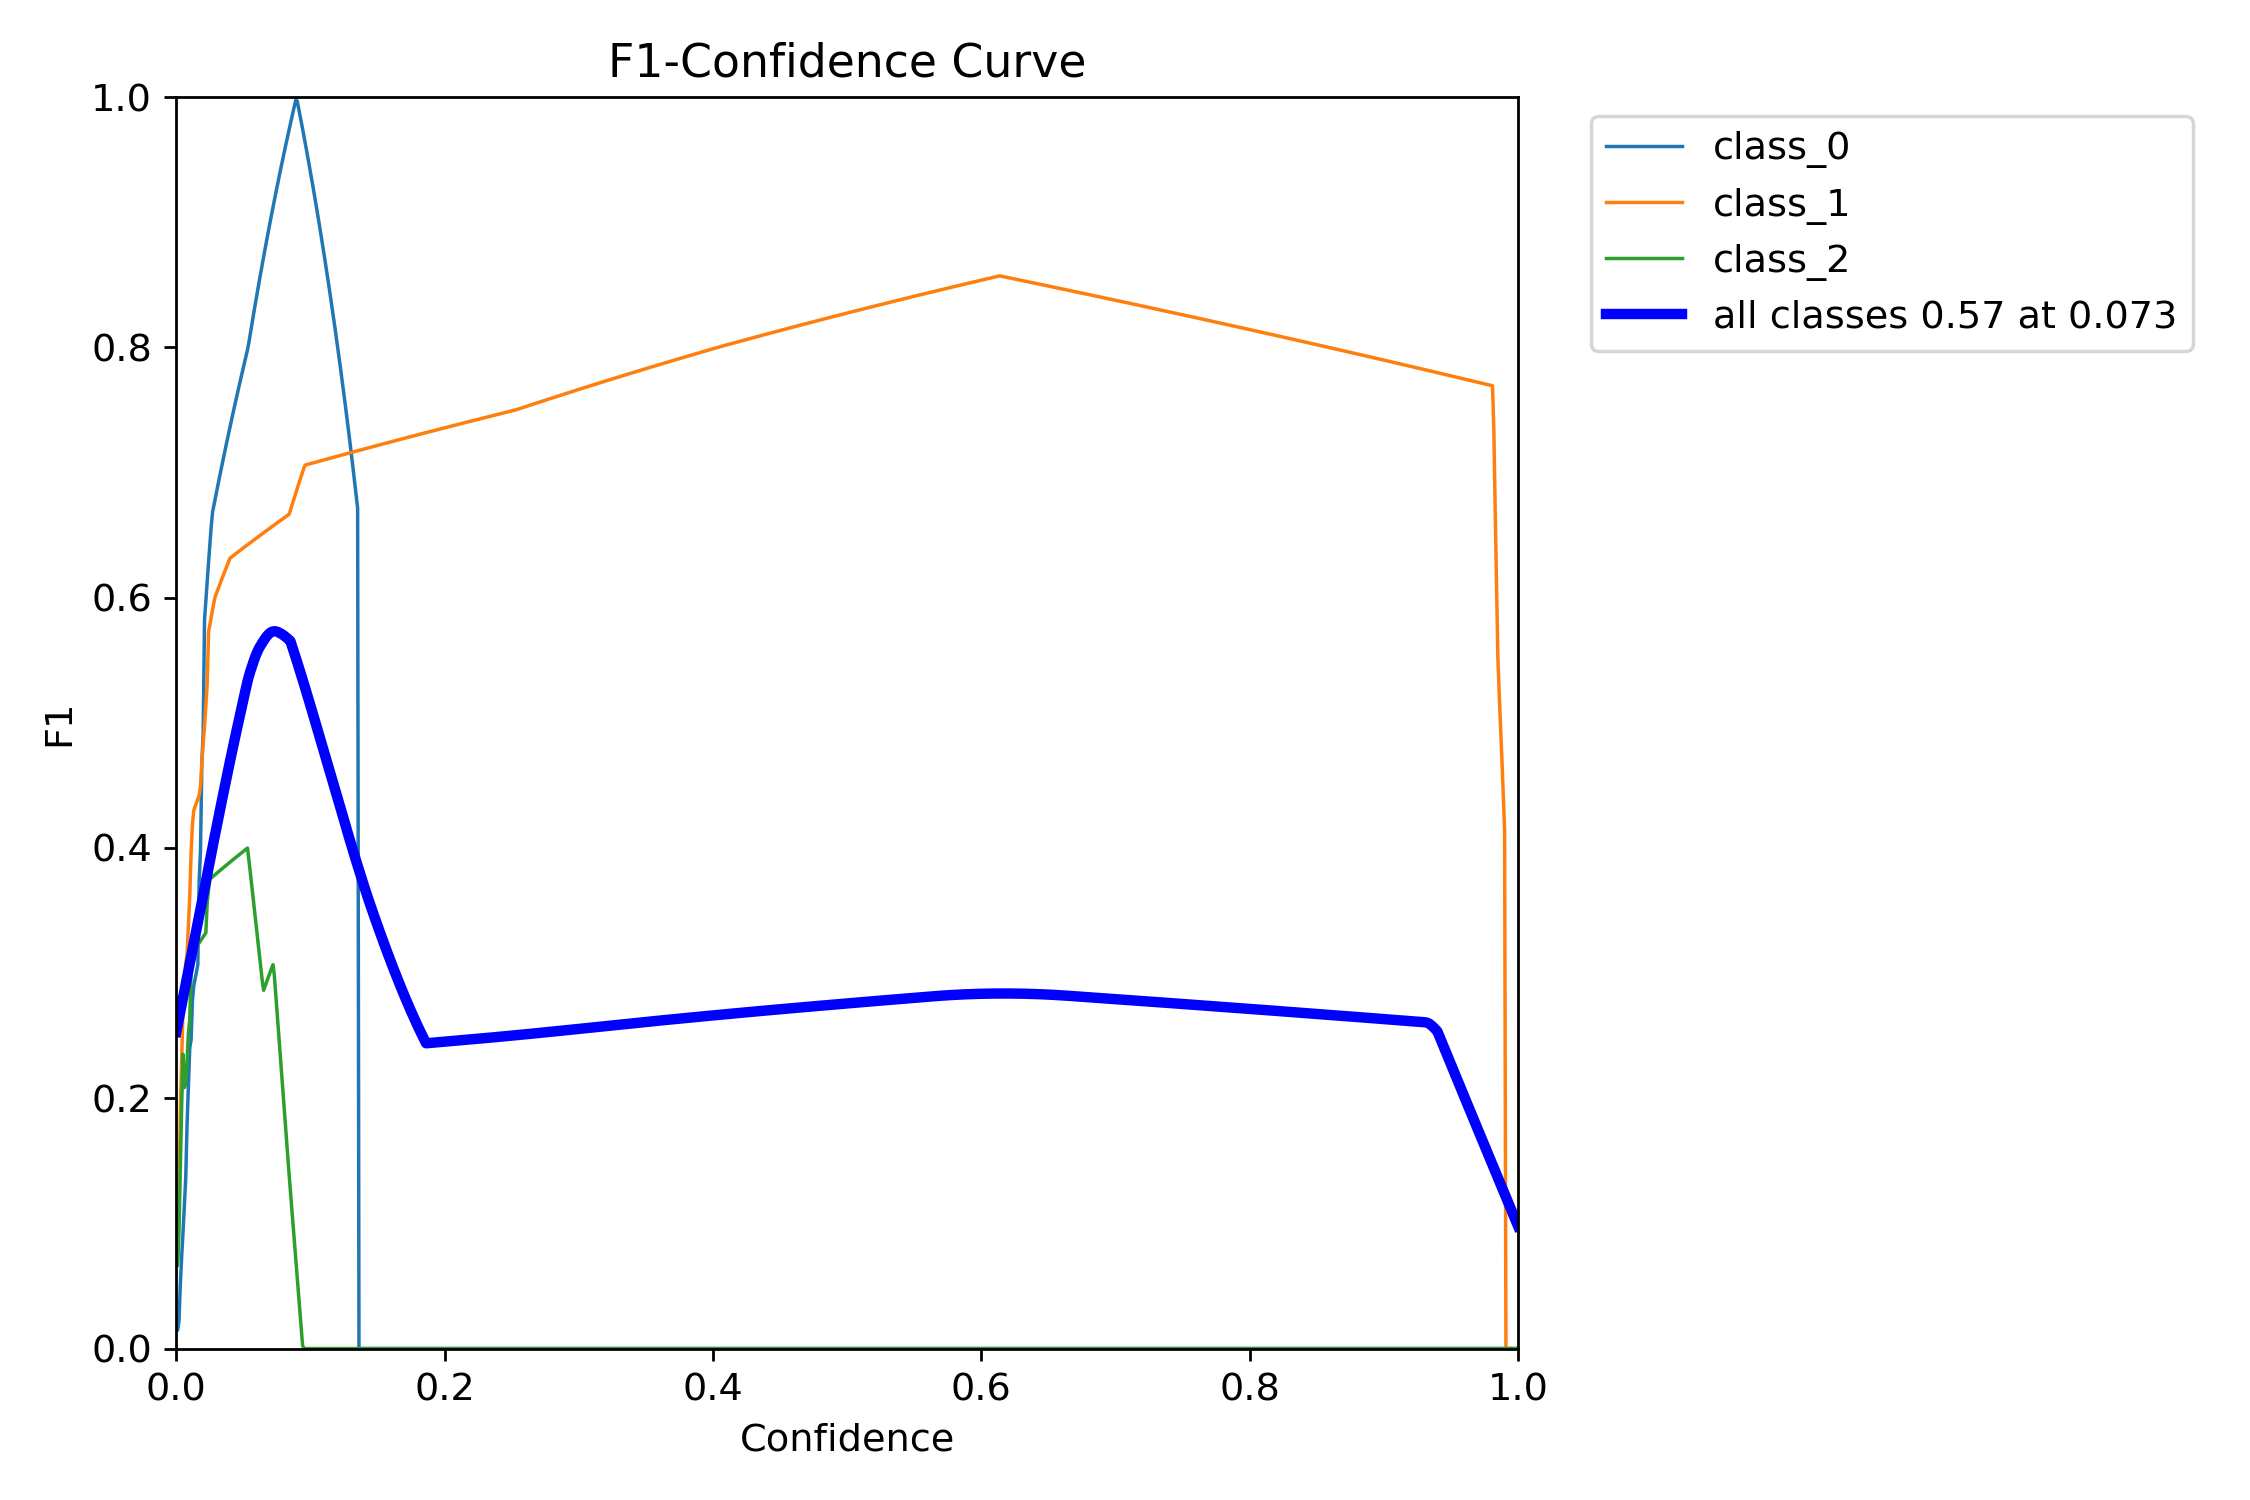 F1-Confidence Curve
class_0
class_1
class_2
all classes 0.57 at 0.073
1.0
0.8
0.6
0.4
0.2
0.0
F1
0.0 0.2 0.4 0.6 0.8 1.0
Confidence